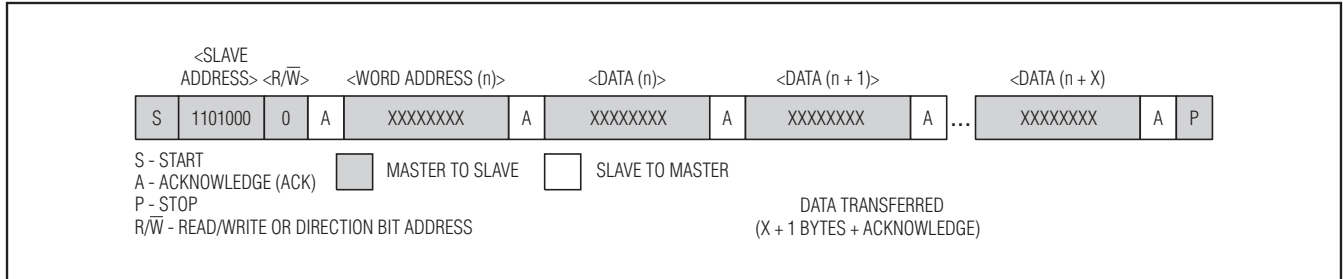 <SLAVE
ADDRESS> <R/W̅> <WORD ADDRESS (n)> <DATA (n)> <DATA (n + 1)> <DATA (n + X)
S 1101000 0 A XXXXXXXX A XXXXXXXX A XXXXXXXX A ... XXXXXXXX A P
S - START
A - ACKNOWLEDGE (ACK)
P - STOP
R/W̅ - READ/WRITE OR DIRECTION BIT ADDRESS
MASTER TO SLAVE SLAVE TO MASTER
DATA TRANSFERRED
(X + 1 BYTES + ACKNOWLEDGE)